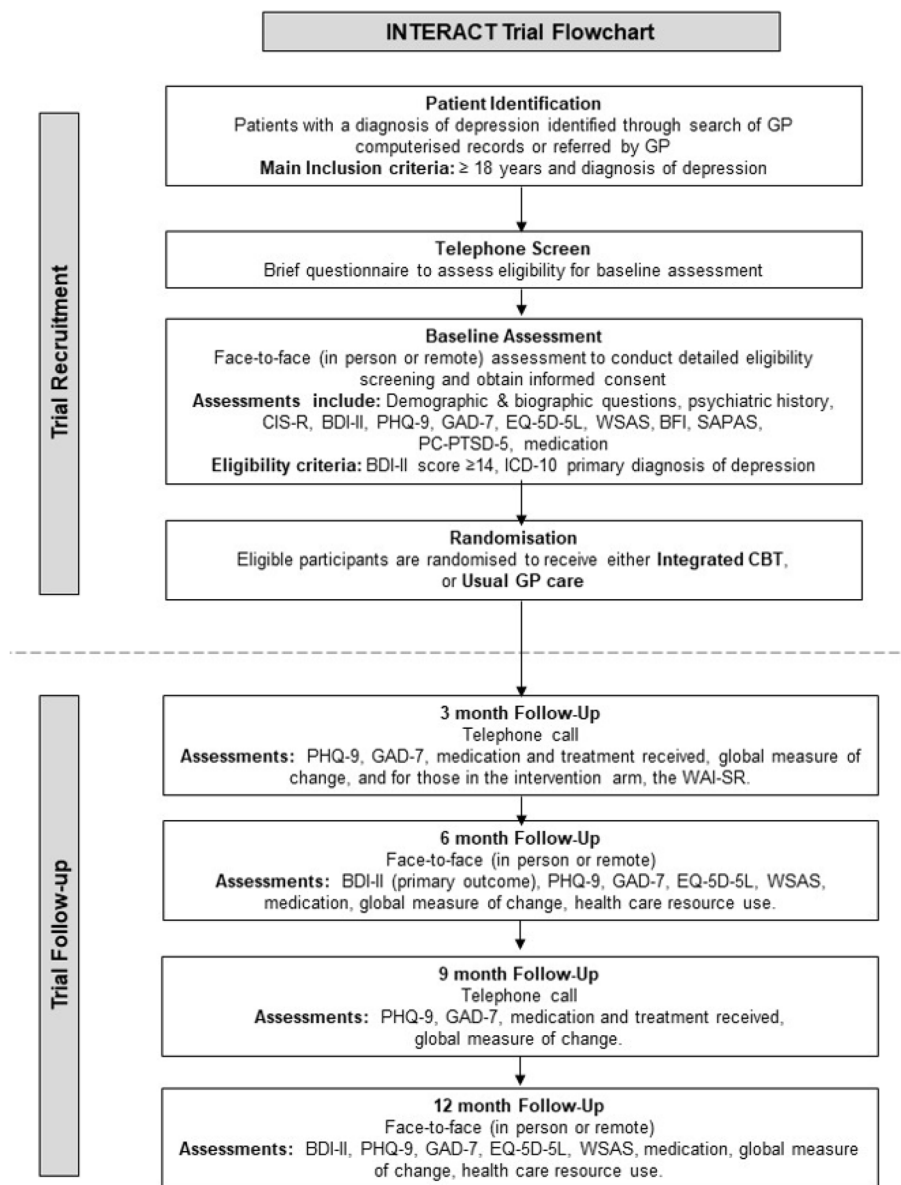 INTERACT Trial Flowchart
Trial Recruitment
Patient Identification
Patients with a diagnosis of depression identified through search of GP
computerised records or referred by GP
Main Inclusion criteria: ≥ 18 years and diagnosis of depression
Telephone Screen
Brief questionnaire to assess eligibility for baseline assessment
Baseline Assessment
Face-to-face (in person or remote) assessment to conduct detailed eligibility
screening and obtain informed consent
Assessments include: Demographic & biographic questions, psychiatric history,
CIS-R, BDI-II, PHQ-9, GAD-7, EQ-5D-5L, WSAS, BFI, SAPAS,
PC-PTSD-5, medication
Eligibility criteria: BDI-II score ≥14, ICD-10 primary diagnosis of depression
Randomisation
Eligible participants are randomised to receive either Integrated CBT,
or Usual GP care
Trial Follow-up
3 month Follow-Up
Telephone call
Assessments: PHQ-9, GAD-7, medication and treatment received, global measure of
change, and for those in the intervention arm, the WAI-SR.
6 month Follow-Up
Face-to-face (in person or remote)
Assessments: BDI-II (primary outcome), PHQ-9, GAD-7, EQ-5D-5L, WSAS,
medication, global measure of change, health care resource use.
9 month Follow-Up
Telephone call
Assessments: PHQ-9, GAD-7, medication and treatment received,
global measure of change.
12 month Follow-Up
Face-to-face (in person or remote)
Assessments: BDI-II, PHQ-9, GAD-7, EQ-5D-5L, WSAS, medication, global measure
of change, health care resource use.